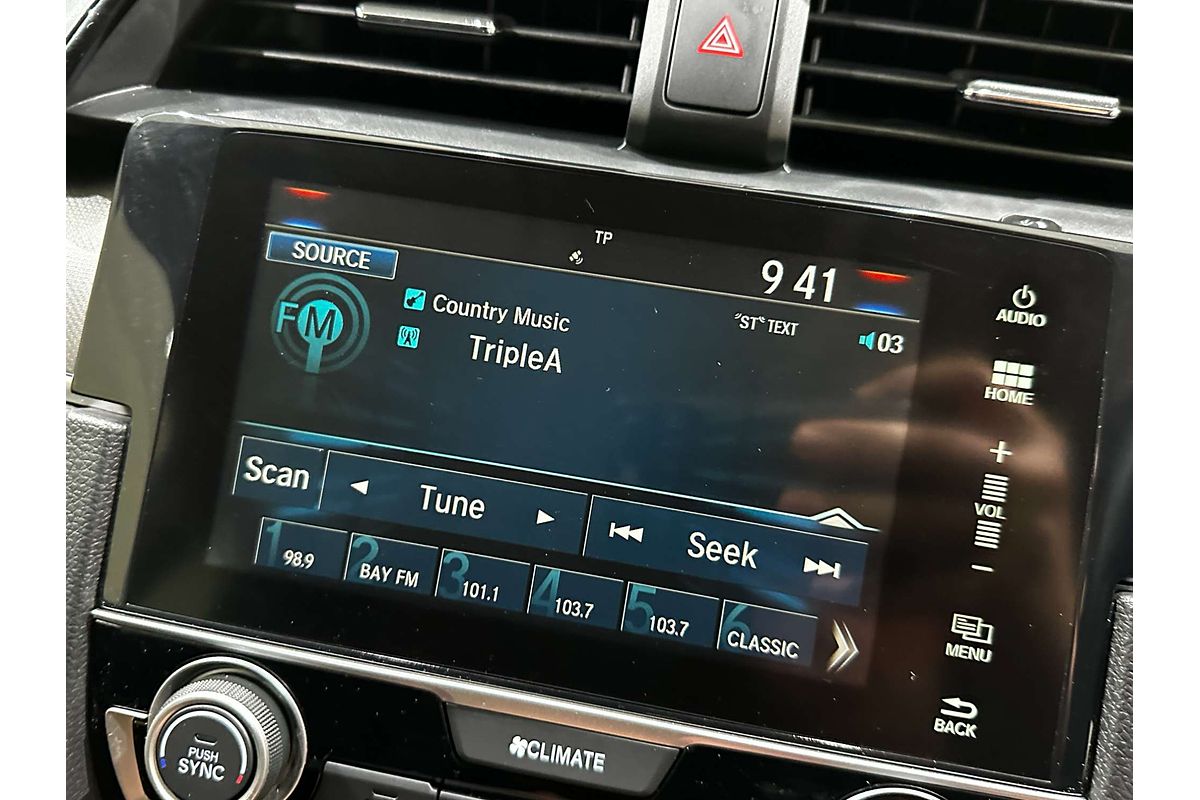 TP
SOURCE
9 41
FM
Country Music
"ST" TEXT
03
TripleA
AUDIO
HOME
+
VOL
-
MENU
BACK
Scan
Tune
Seek
1 98.9
2 BAY FM
3 101.1
4 103.7
5 103.7
6 CLASSIC
PUSH
SYNC
CLIMATE